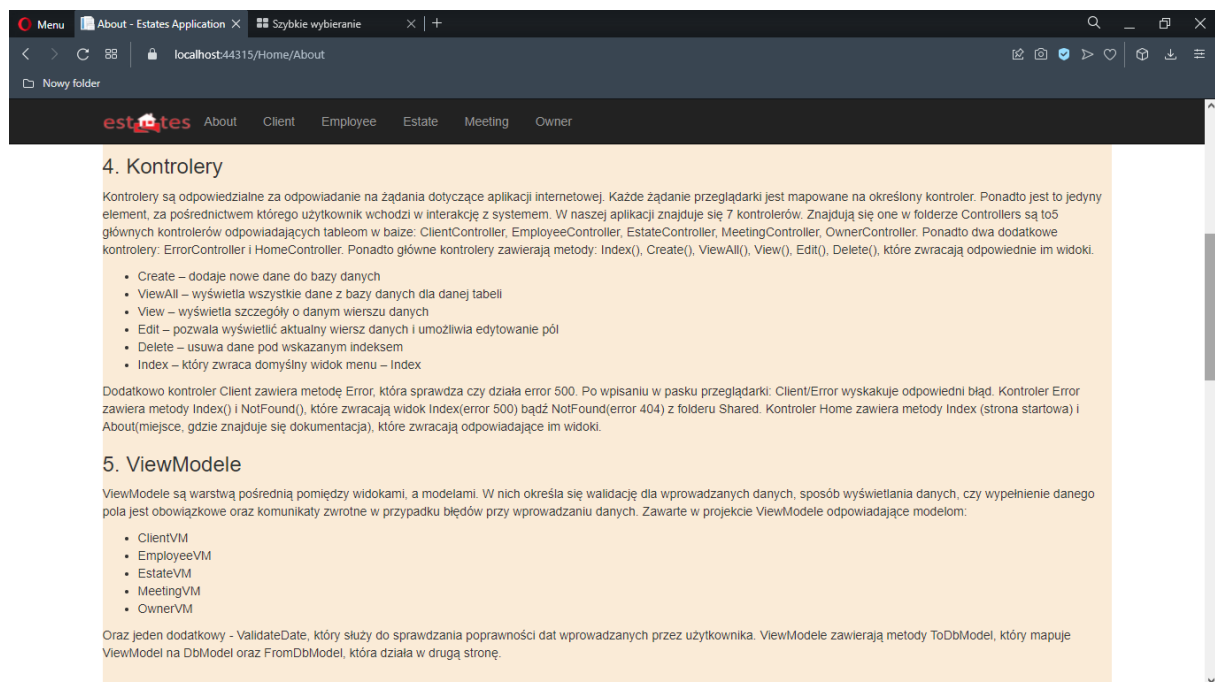 Menu
About - Estates Application
Szybkie wybieranie
localhost:44315/Home/About
Nowy folder
estates About Client Employee Estate Meeting Owner
4. Kontrolery
Kontrolery są odpowiedzialne za odpowiadanie na żądania dotyczące aplikacji internetowej. Każde żądanie przeglądarki jest mapowane na określony kontroler. Ponadto jest to jedyny
element, za pośrednictwem którego użytkownik wchodzi w interakcję z systemem. W naszej aplikacji znajduje się 7 kontrolerów. Znajdują się one w folderze Controllers są to5
głównych kontrolerów odpowiadających tableom w baize: ClientController, EmployeeController, EstateController, MeetingController, OwnerController. Ponadto dwa dodatkowe
kontrolery: ErrorController i HomeController. Ponadto główne kontrolery zawierają metody: Index(), Create(), ViewAll(), View(), Edit(), Delete(), które zwracają odpowiednie im widoki.
• Create – dodaje nowe dane do bazy danych
• ViewAll – wyświetla wszystkie dane z bazy danych dla danej tabeli
• View – wyświetla szczegóły o danym wierszu danych
• Edit – pozwala wyświetlić aktualny wiersz danych i umożliwia edytowanie pól
• Delete – usuwa dane pod wskazanym indeksem
• Index – który zwraca domyślny widok menu – Index
Dodatkowo kontroler Client zawiera metodę Error, która sprawdza czy działa error 500. Po wpisaniu w pasku przeglądarki: Client/Error wyskakuje odpowiedni błąd. Kontroler Error
zawiera metody Index() i NotFound(), które zwracają widok Index(error 500) bądź NotFound(error 404) z folderu Shared. Kontroler Home zawiera metody Index (strona startowa) i
About(miejsce, gdzie znajduje się dokumentacja), które zwracają odpowiadające im widoki.
5. ViewModele
ViewModele są warstwą pośrednią pomiędzy widokami, a modelami. W nich określa się walidację dla wprowadzanych danych, sposób wyświetlania danych, czy wypełnienie danego
pola jest obowiązkowe oraz komunikaty zwrotne w przypadku błędów przy wprowadzaniu danych. Zawarte w projekcie ViewModele odpowiadające modelom:
• ClientVM
• EmployeeVM
• EstateVM
• MeetingVM
• OwnerVM
Oraz jeden dodatkowy - ValidateDate, który służy do sprawdzania poprawności dat wprowadzanych przez użytkownika. ViewModele zawierają metody ToDbModel, który mapuje
ViewModel na DbModel oraz FromDbModel, która działa w drugą stronę.